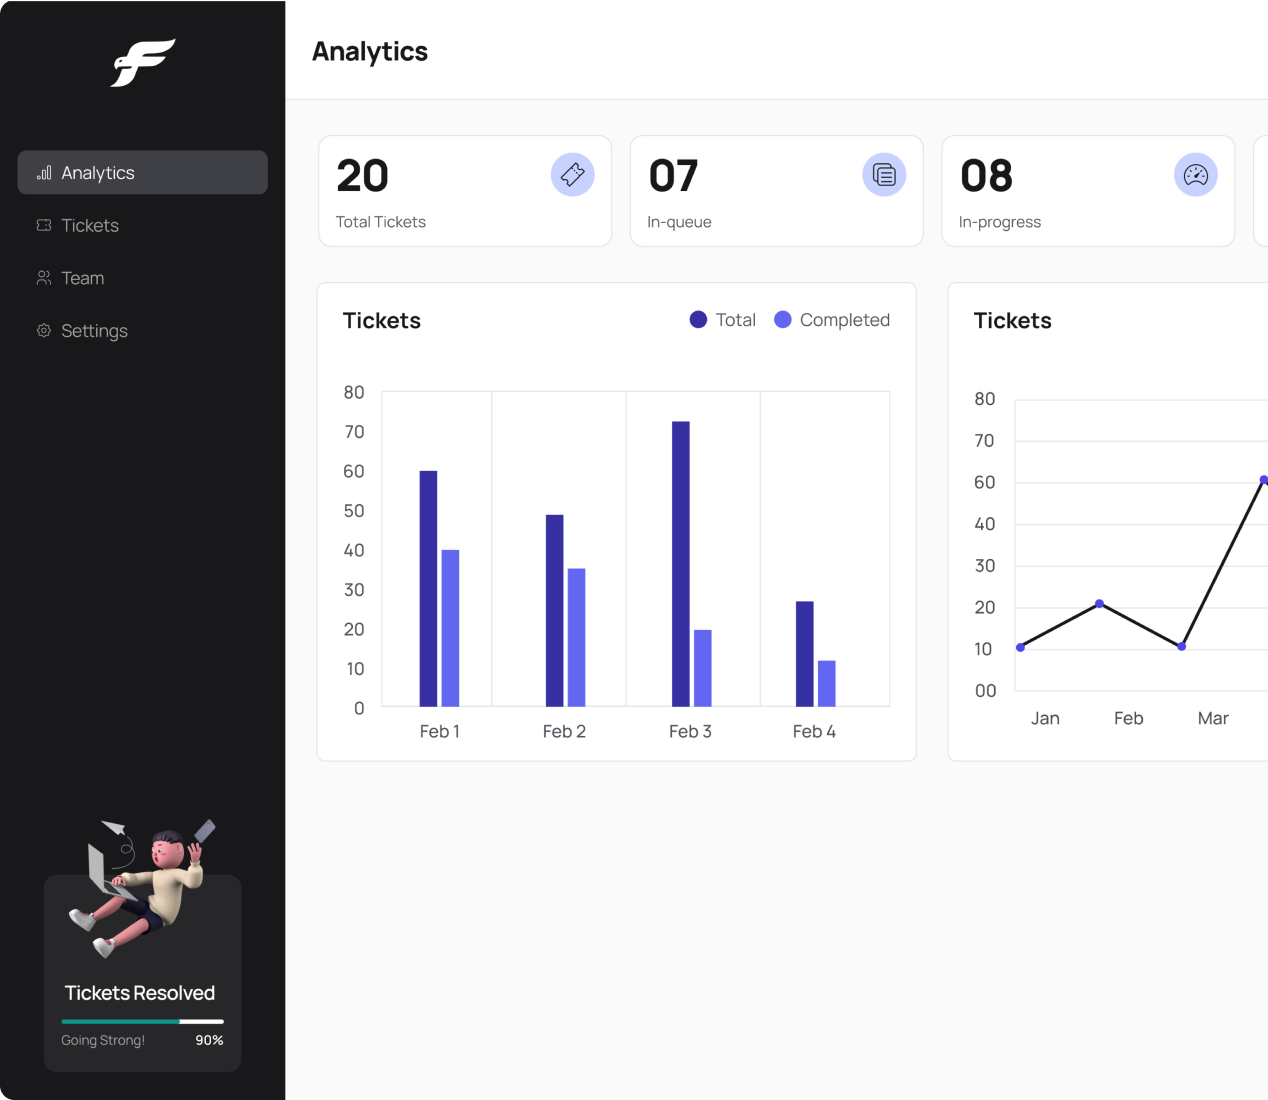 Analytics
Analytics
Tickets
Team
Settings
20
Total Tickets
07
In-queue
08
In-progress
Tickets
Total
Completed
80
70
60
50
40
30
20
10
0
Feb 1
Feb 2
Feb 3
Feb 4
Tickets
80
70
60
40
30
20
10
00
Jan
Feb
Mar
Tickets Resolved
Going Strong!
90%